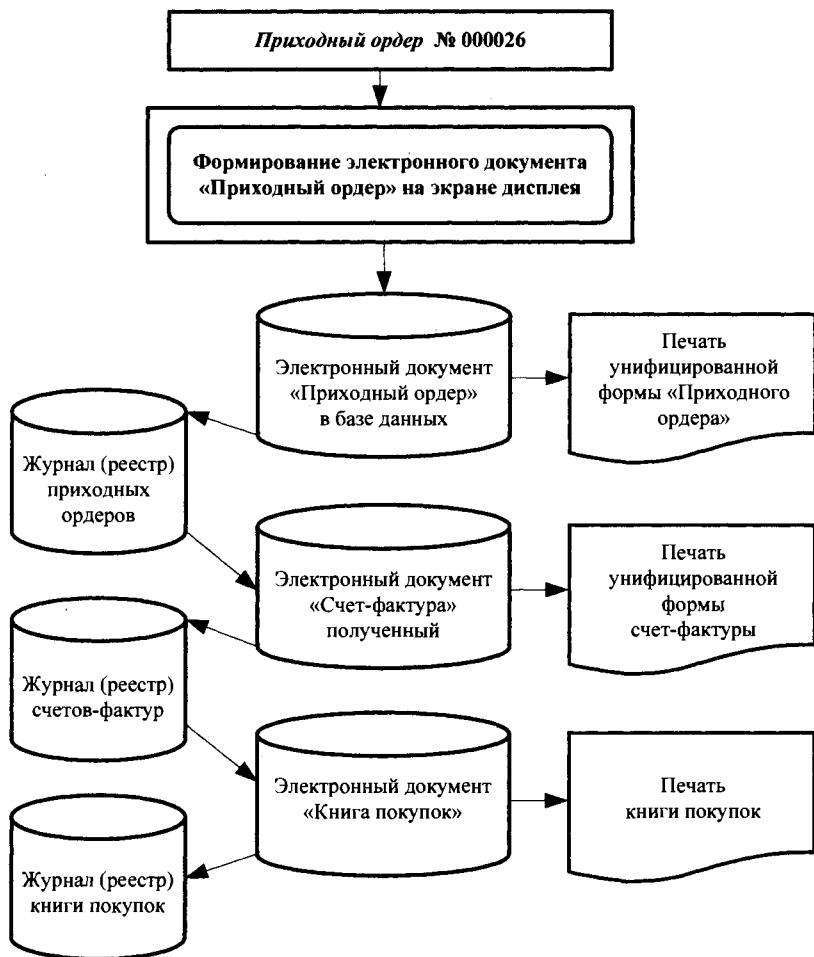 Приходный ордер № 000026
Формирование электронного документа
«Приходный ордер» на экране дисплея
Электронный документ
«Приходный ордер»
в базе данных
Печать
унифицированной
формы «Приходного
ордера»
Журнал (реестр)
приходных
ордеров
Электронный документ
«Счет-фактура»
полученный
Печать
унифицированной
формы
счет-фактуры
Журнал (реестр)
счетов-фактур
Электронный документ
«Книга покупок»
Печать
книги покупок
Журнал (реестр)
книги покупок